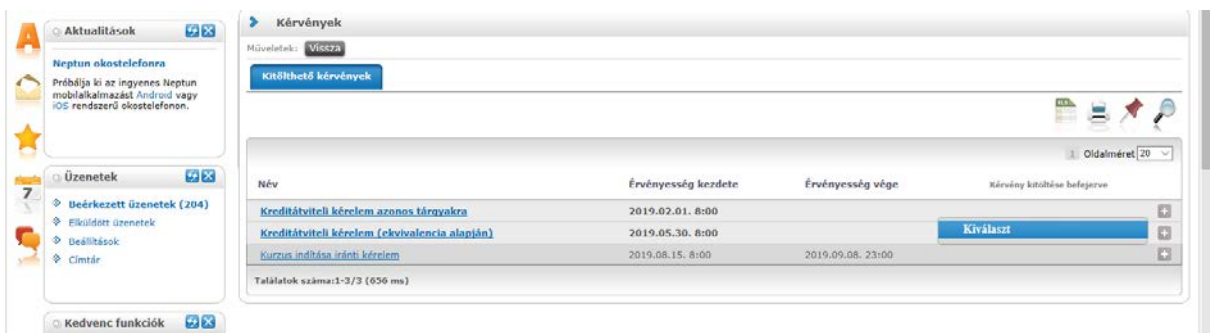 Aktualitások
Neptun okostelefonra
Próbálja ki az ingyenes Neptun
mobilalkalmazást Android vagy
iOS rendszerű okostelefonon.
7
Üzenetek
Beérkezett üzenetek (204)
Elküldött üzenetek
Beállítások
Címtár
Kedvenc funkciók
Kérvények
Műveletek: Vissza
Kitölthető kérvények
1 Oldalméret 20
Név Érvényesség kezdete Érvényesség vége Kérvény kitöltése befejezve
Kreditátviteli kérelem azonos tárgyakra 2019.02.01. 8:00
Kreditátviteli kérelem (ekvivalencia alapján) 2019.05.30. 8:00 Kiválaszt
Kurzus indítása iránti kérelem 2019.08.15. 8:00 2019.09.08. 23:00
Találatok száma:1-3/3 (656 ms)